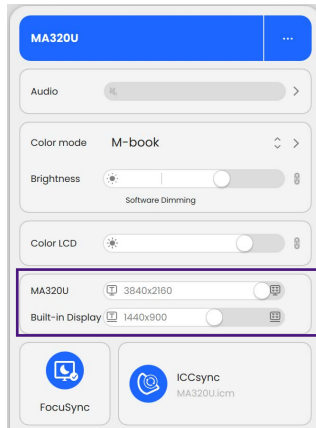 MA320U ...
Audio
Color mode M-book
Brightness
Software Dimming
Color LCD
MA320U 3840x2160
Built-in Display 1440x900
FocuSync
ICCsync
MA320U.icm